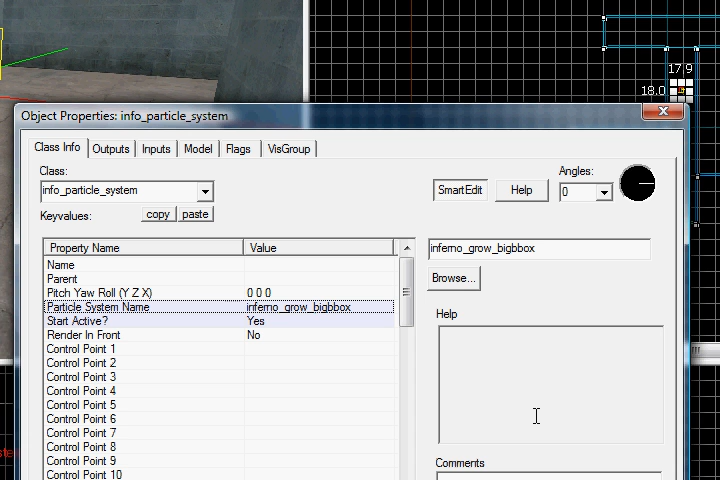 17.9
18.0
Object Properties: info_particle_system
Class Info Outputs Inputs Model Flags VisGroup
Class:
info_particle_system
SmartEdit
Help
Angles:
0
Keyvalues:
copy paste
Property Name Value
Name
Parent
Pitch Yaw Roll (Y Z X) 0 0 0
Particle System Name inferno_grow_bigbbox
Start Active? Yes
Render In Front No
Control Point 1
Control Point 2
Control Point 3
Control Point 4
Control Point 5
Control Point 6
Control Point 7
Control Point 8
Control Point 9
Control Point 10
inferno_grow_bigbbox
Browse...
Help
Comments